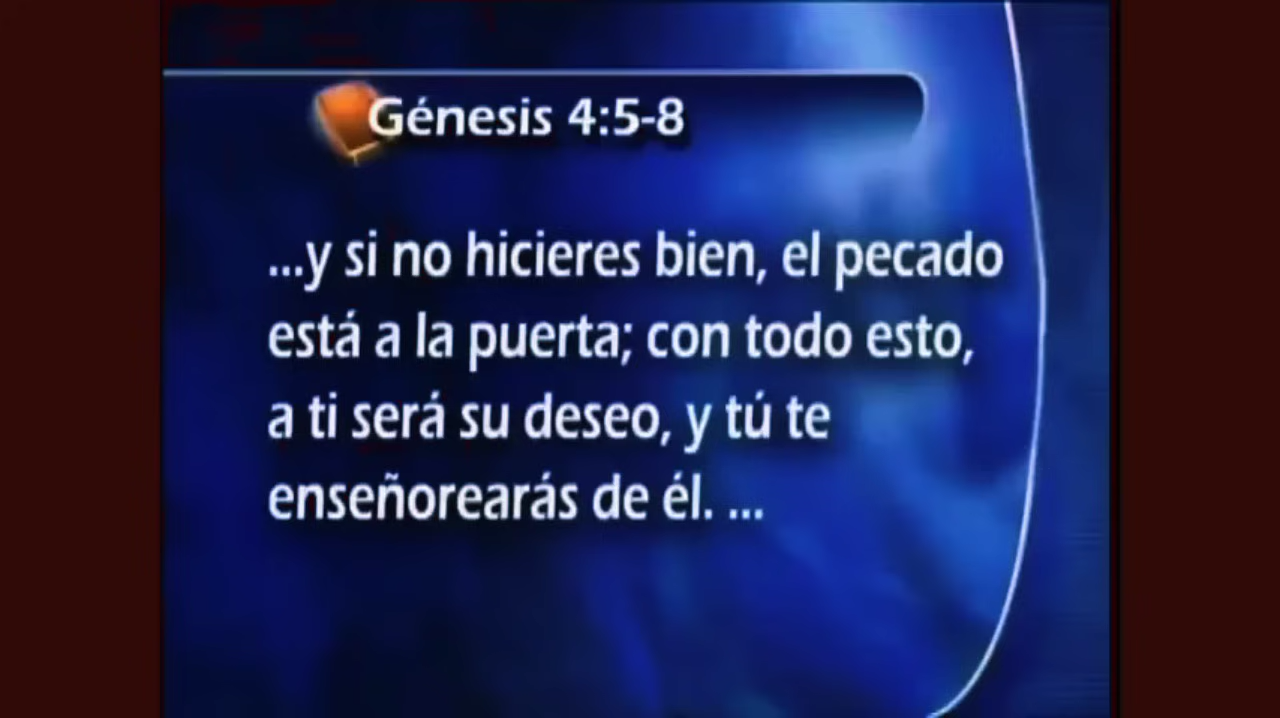 Génesis 4:5-8
...y si no hicieres bien, el pecado
está a la puerta; con todo esto,
a ti será su deseo, y tú te
enseñorearás de él. ...